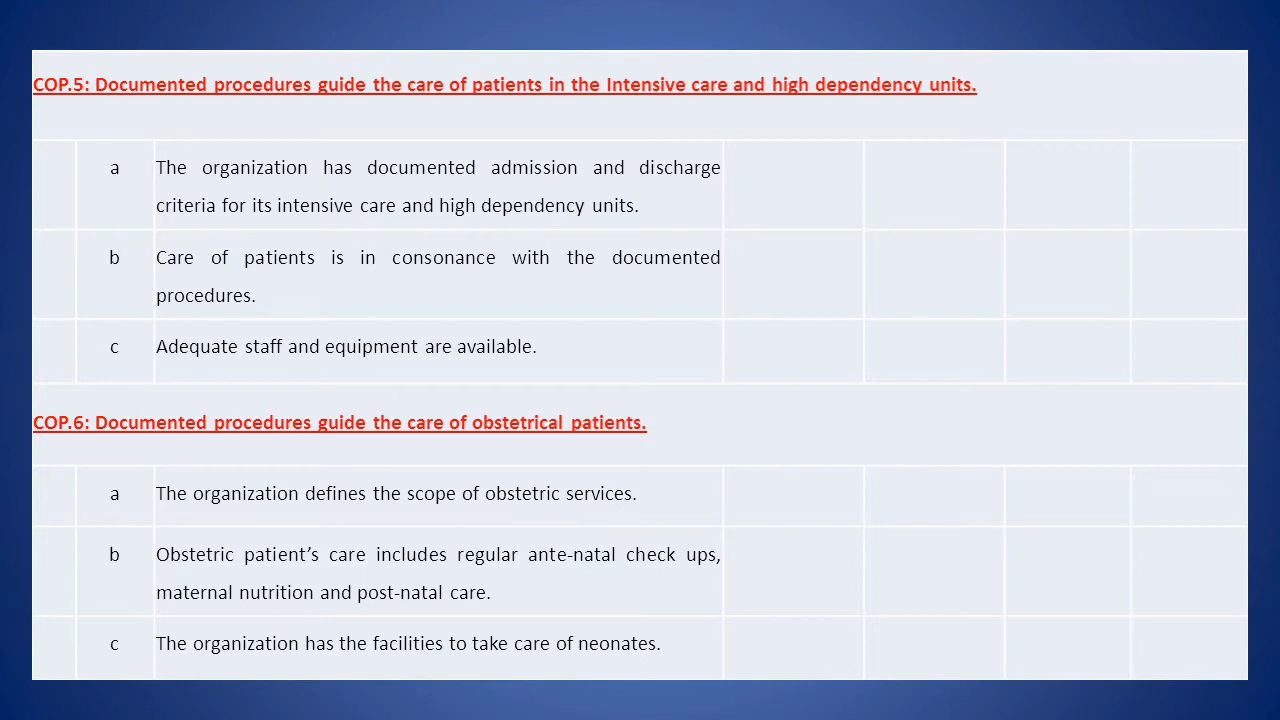 COP.5: Documented procedures guide the care of patients in the Intensive care and high dependency units.
a The organization has documented admission and discharge
criteria for its intensive care and high dependency units.
b Care of patients is in consonance with the documented
procedures.
c Adequate staff and equipment are available.
COP.6: Documented procedures guide the care of obstetrical patients.
a The organization defines the scope of obstetric services.
b Obstetric patient’s care includes regular ante-natal check ups,
maternal nutrition and post-natal care.
c The organization has the facilities to take care of neonates.